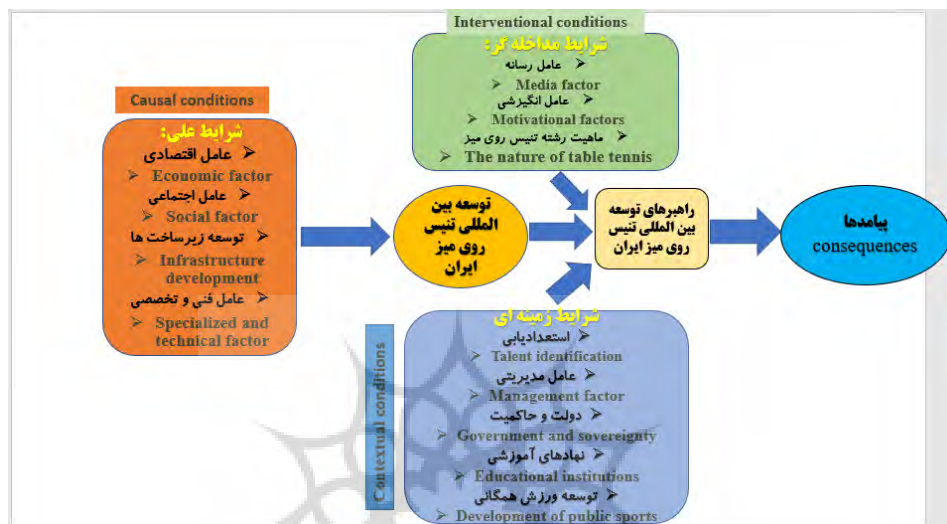 Interventional conditions
شرایط مداخله گر:
عامل رسانه
Media factor
عامل انگیزشی
Motivational factors
ماهیت رشته تنیس روی میز
The nature of table tennis
Causal conditions
شرایط علی:
عامل اقتصادی
Economic factor
عامل اجتماعی
Social factor
توسعه زیرساخت ها
Infrastructure
development
عامل فنی و تخصصی
Specialized and
technical factor
توسعه بین
المللی تنیس
روی میز
ایران
راهبرهای توسعه
بین المللی تنیس
روی میز ایران
پیامدها
consequences
Contextual conditions
شرایط زمینه ای
استعدادیابی
Talent identification
عامل مدیریتی
Management factor
دولت و حاکمیت
Government and sovereignty
نهادهای آموزشی
Educational institutions
توسعه ورزش همگانی
Development of public sports